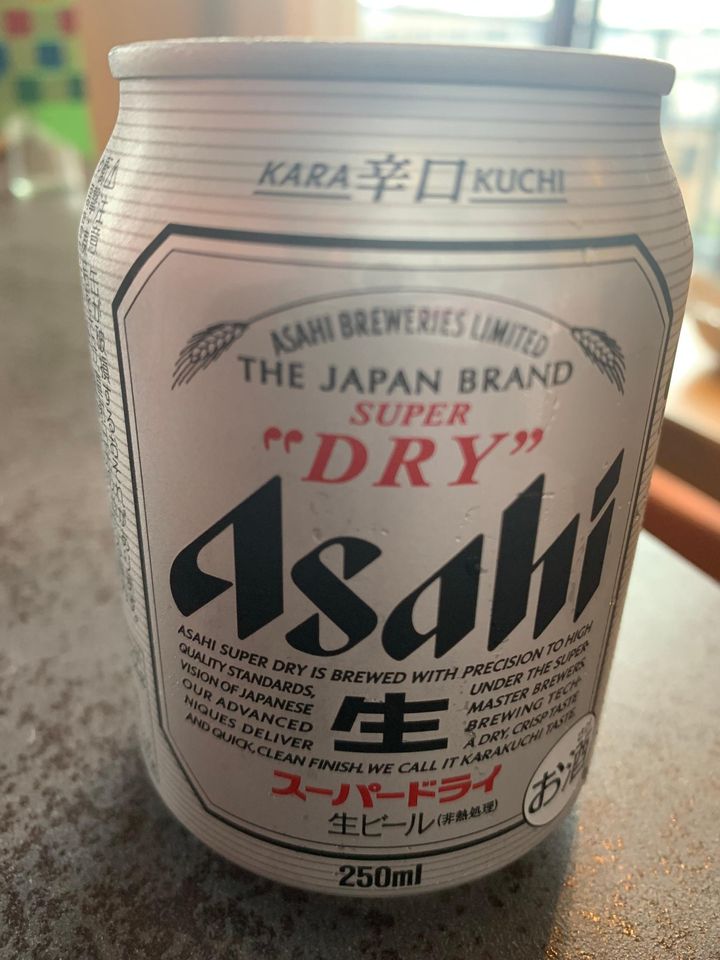 KARA 辛口 KUCHI
ASAHI BREWERIES LIMITED
THE JAPAN BRAND
SUPER
"DRY"
Asahi
ASAHI SUPER DRY IS BREWED WITH PRECISION TO HIGH
QUALITY STANDARDS, UNDER THE SUPER-
VISION OF JAPANESE MASTER BREWERS.
OUR ADVANCED BREWING TECH-
NIQUES DELIVER A DRY, CRISP TASTE
AND QUICK, CLEAN FINISH. WE CALL IT KARAKUCHI TASTE.
生
スーパードライ
生ビール(非熱処理)
お酒
250ml